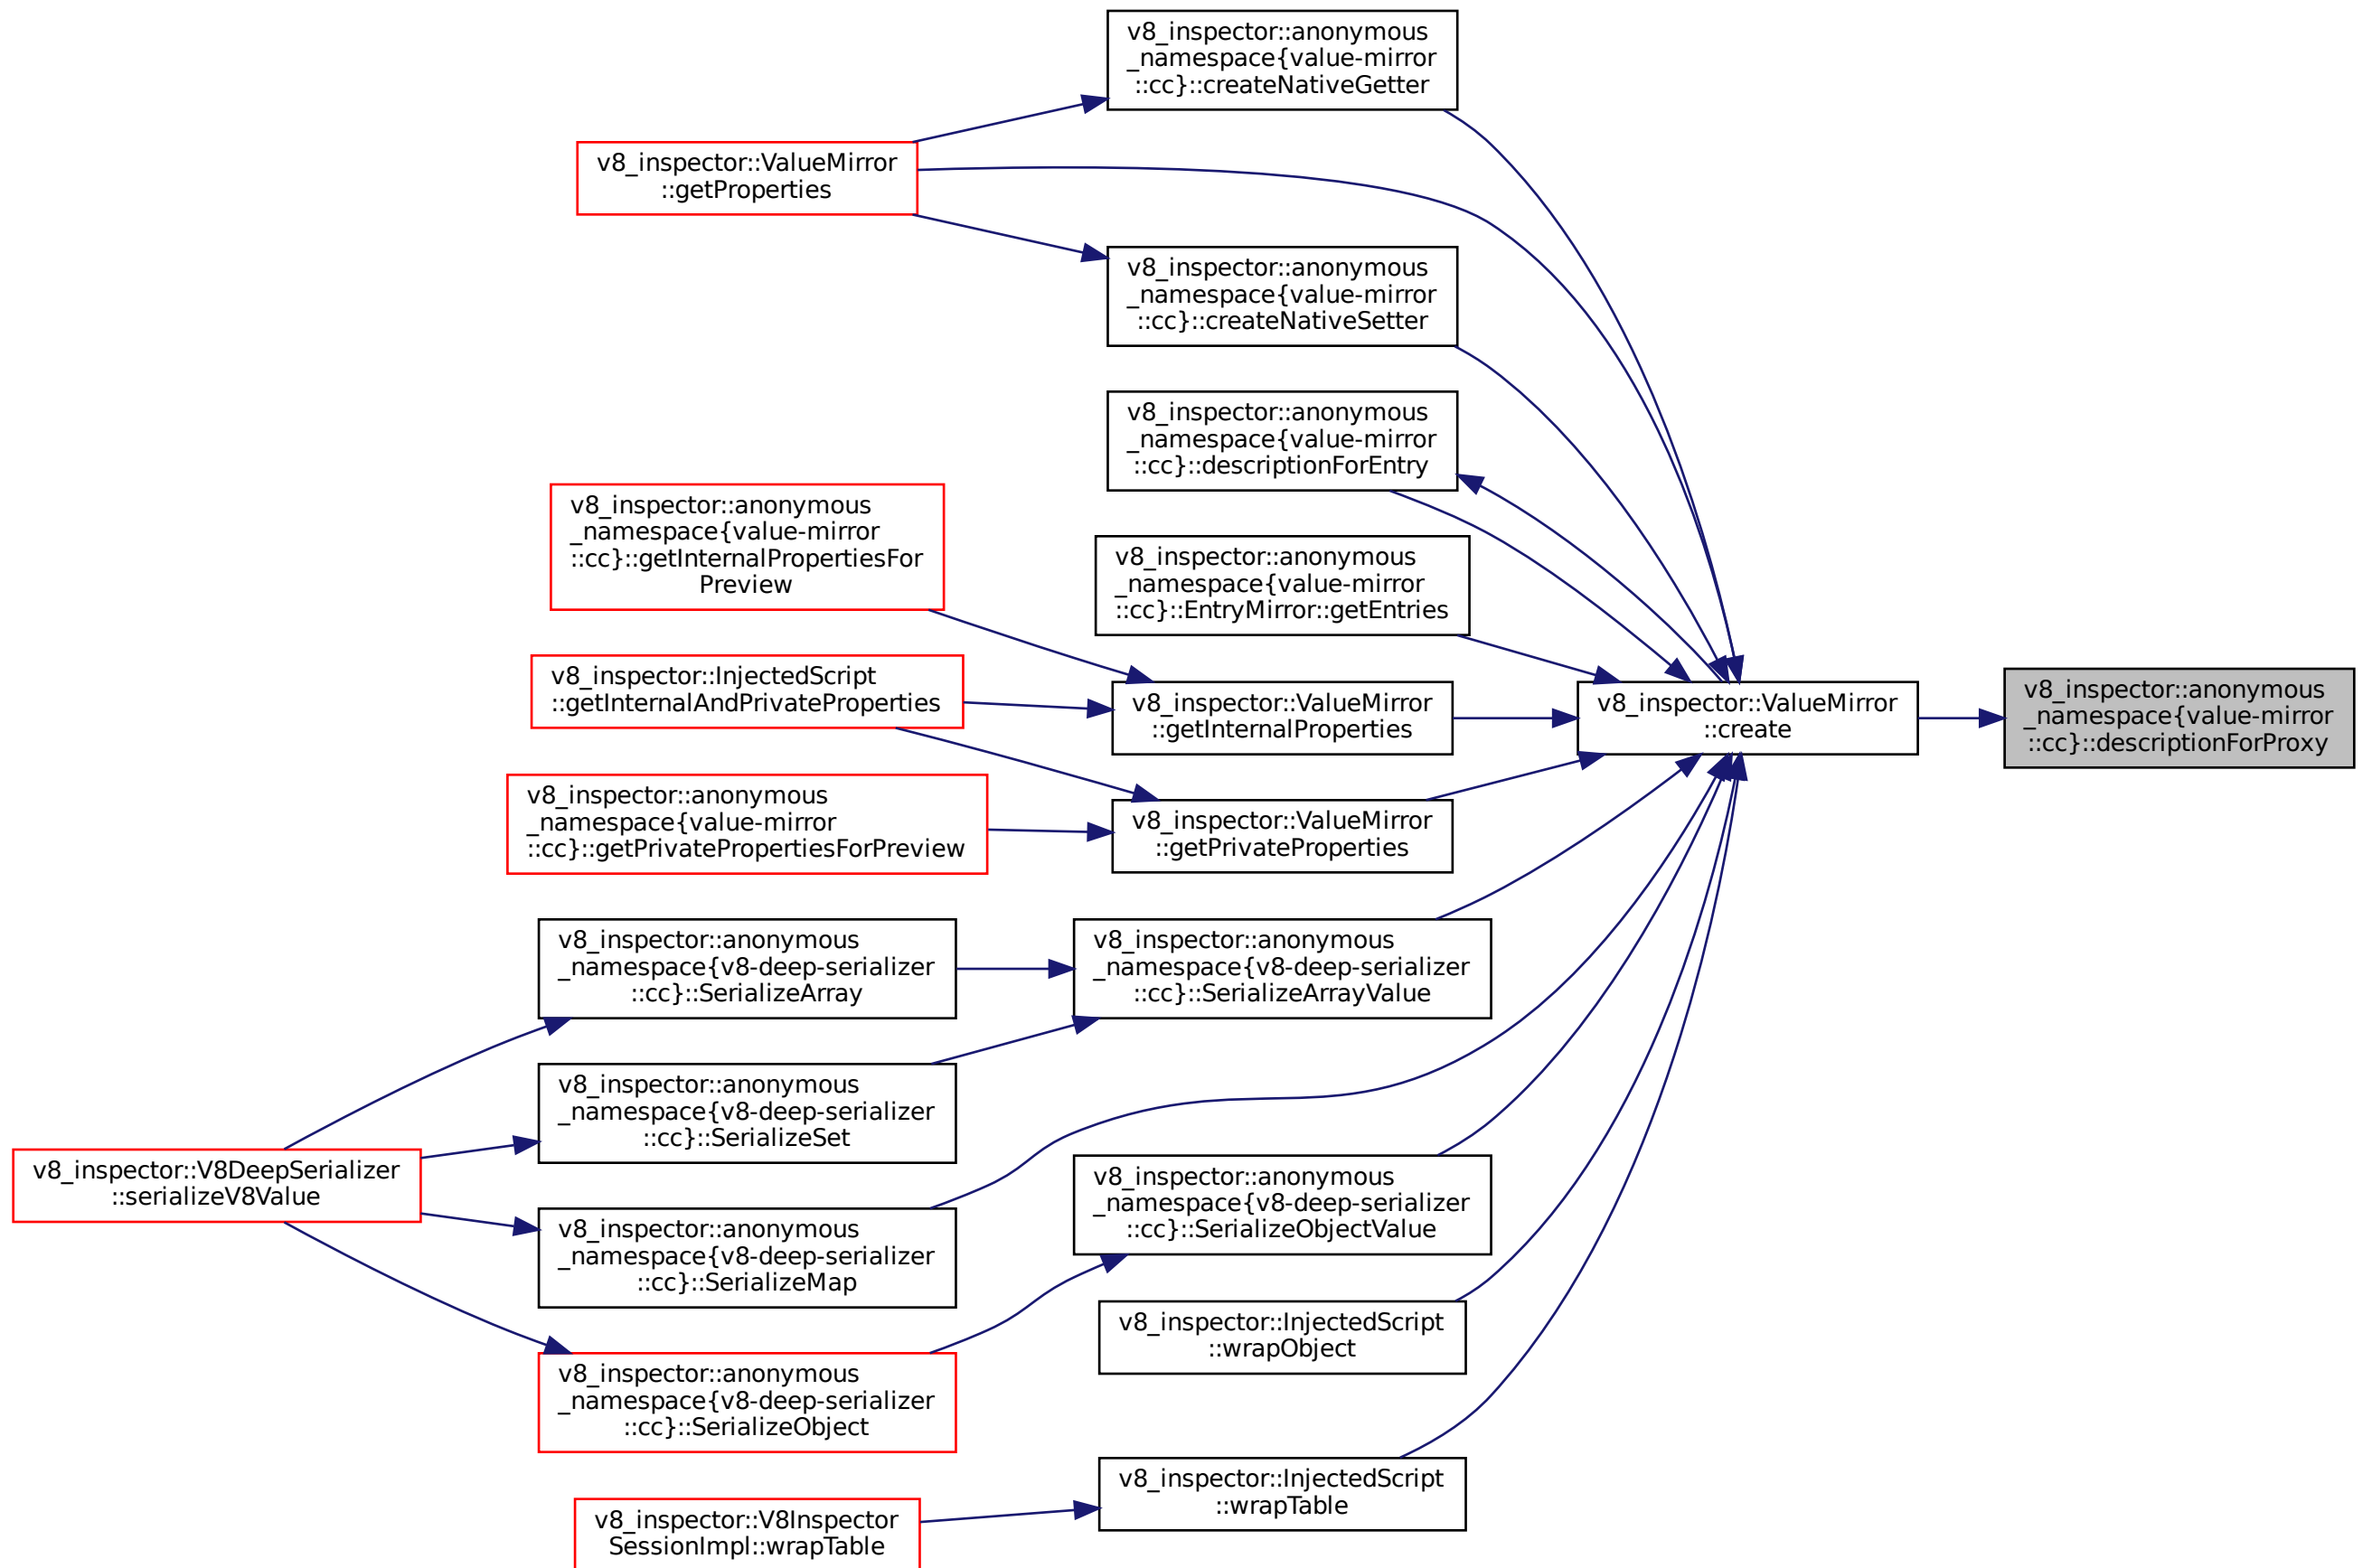 v8_inspector::anonymous
_namespace{value-mirror
::cc}::createNativeGetter
v8_inspector::ValueMirror
::getProperties
v8_inspector::anonymous
_namespace{value-mirror
::cc}::createNativeSetter
v8_inspector::anonymous
_namespace{value-mirror
::cc}::descriptionForEntry
v8_inspector::anonymous
_namespace{value-mirror
::cc}::getInternalPropertiesFor
Preview
v8_inspector::anonymous
_namespace{value-mirror
::cc}::EntryMirror::getEntries
v8_inspector::InjectedScript
::getInternalAndPrivateProperties
v8_inspector::ValueMirror
::getInternalProperties
v8_inspector::ValueMirror
::create
v8_inspector::anonymous
_namespace{value-mirror
::cc}::descriptionForProxy
v8_inspector::anonymous
_namespace{value-mirror
::cc}::getPrivatePropertiesForPreview
v8_inspector::ValueMirror
::getPrivateProperties
v8_inspector::anonymous
_namespace{v8-deep-serializer
::cc}::SerializeArray
v8_inspector::anonymous
_namespace{v8-deep-serializer
::cc}::SerializeArrayValue
v8_inspector::anonymous
_namespace{v8-deep-serializer
::cc}::SerializeSet
v8_inspector::V8DeepSerializer
::serializeV8Value
v8_inspector::anonymous
_namespace{v8-deep-serializer
::cc}::SerializeMap
v8_inspector::anonymous
_namespace{v8-deep-serializer
::cc}::SerializeObjectValue
v8_inspector::anonymous
_namespace{v8-deep-serializer
::cc}::SerializeObject
v8_inspector::InjectedScript
::wrapObject
v8_inspector::InjectedScript
::wrapTable
v8_inspector::V8Inspector
SessionImpl::wrapTable